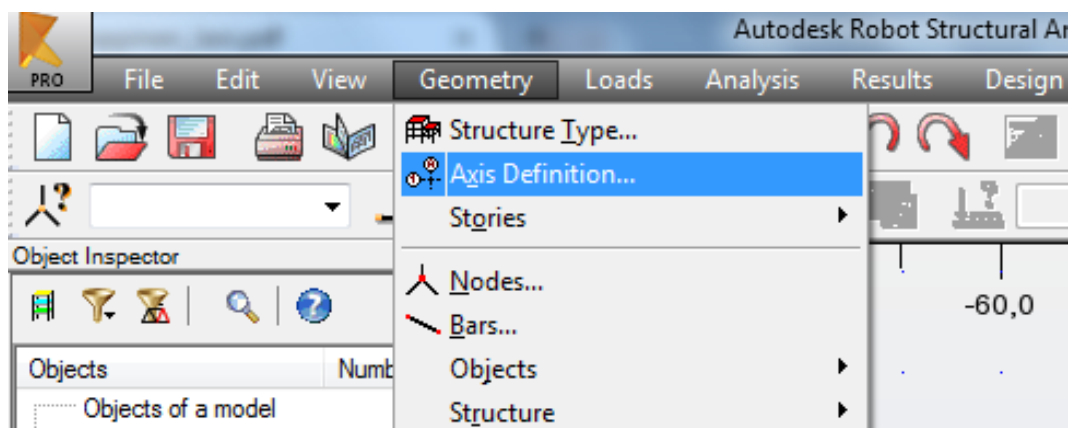 Autodesk Robot Structural Ar
PRO File Edit View Geometry Loads Analysis Results Design
Structure Type...
Axis Definition...
Stories
Object Inspector
Nodes...
-60,0
Bars...
Objects Numb Objects
Objects of a model Structure